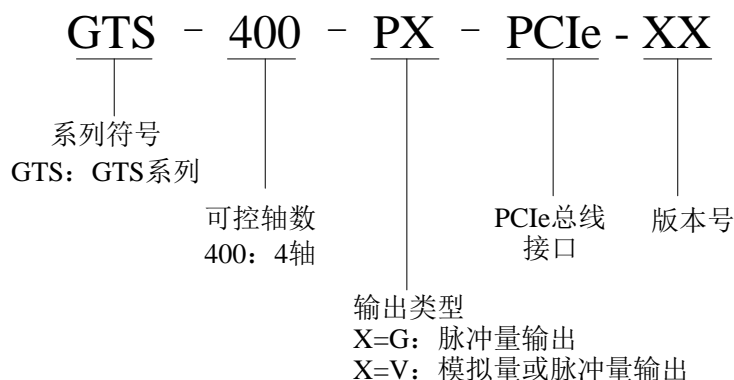 GTS - 400 - PX - PCIe - XX
系列符号
GTS：GTS系列
可控轴数
400：4轴
PCIe总线
接口
版本号
输出类型
X=G：脉冲量输出
X=V：模拟量或脉冲量输出